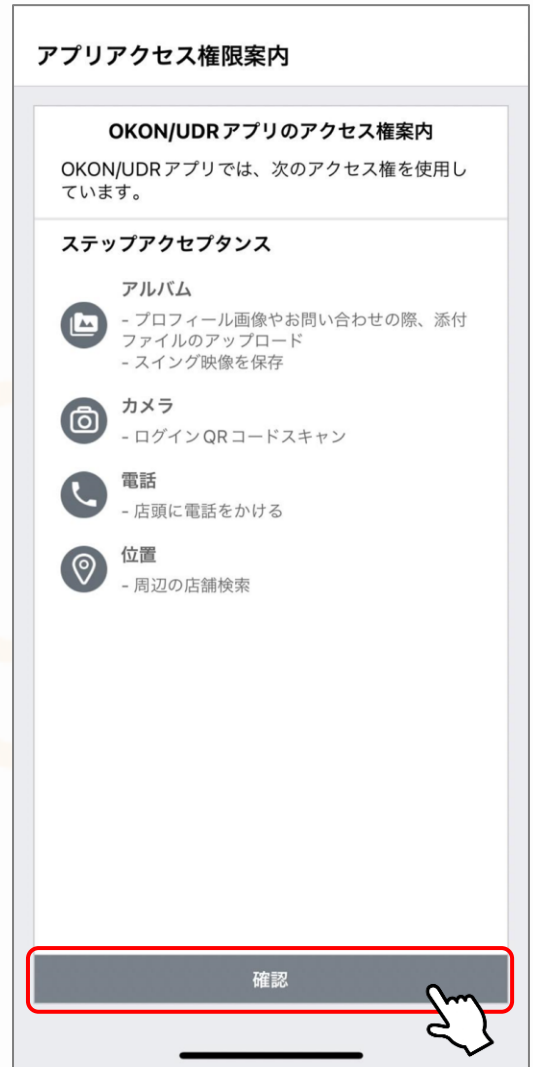 アプリアクセス権限案内
OKON/UDRアプリのアクセス権案内
OKON/UDRアプリでは、次のアクセス権を使用し
ています。
ステップアクセプタンス
アルバム
- プロフィール画像やお問い合わせの際、添付
ファイルのアップロード
- スイング映像を保存
カメラ
- ログインQRコードスキャン
電話
- 店頭に電話をかける
位置
- 周辺の店舗検索
確認